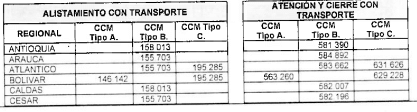 ALISTAMIENTO CON TRANSPORTE
ATENCIÓN Y CIERRE CON TRANSPORTE
REGIONAL CCM Tipo A. CCM Tipo B. CCM Tipo C. CCM Tipo A. CCM Tipo B. CCM Tipo C.
ANTIOQUIA 158 013 581 390
ARAUCA 155 703 584 892
ATLANTICO 155 703 195 285 583 662 631 626
BOLIVAR 146 142 195 285 563 260 629 228
CALDAS 158 013 582 007
CESAR 155 703 582 196